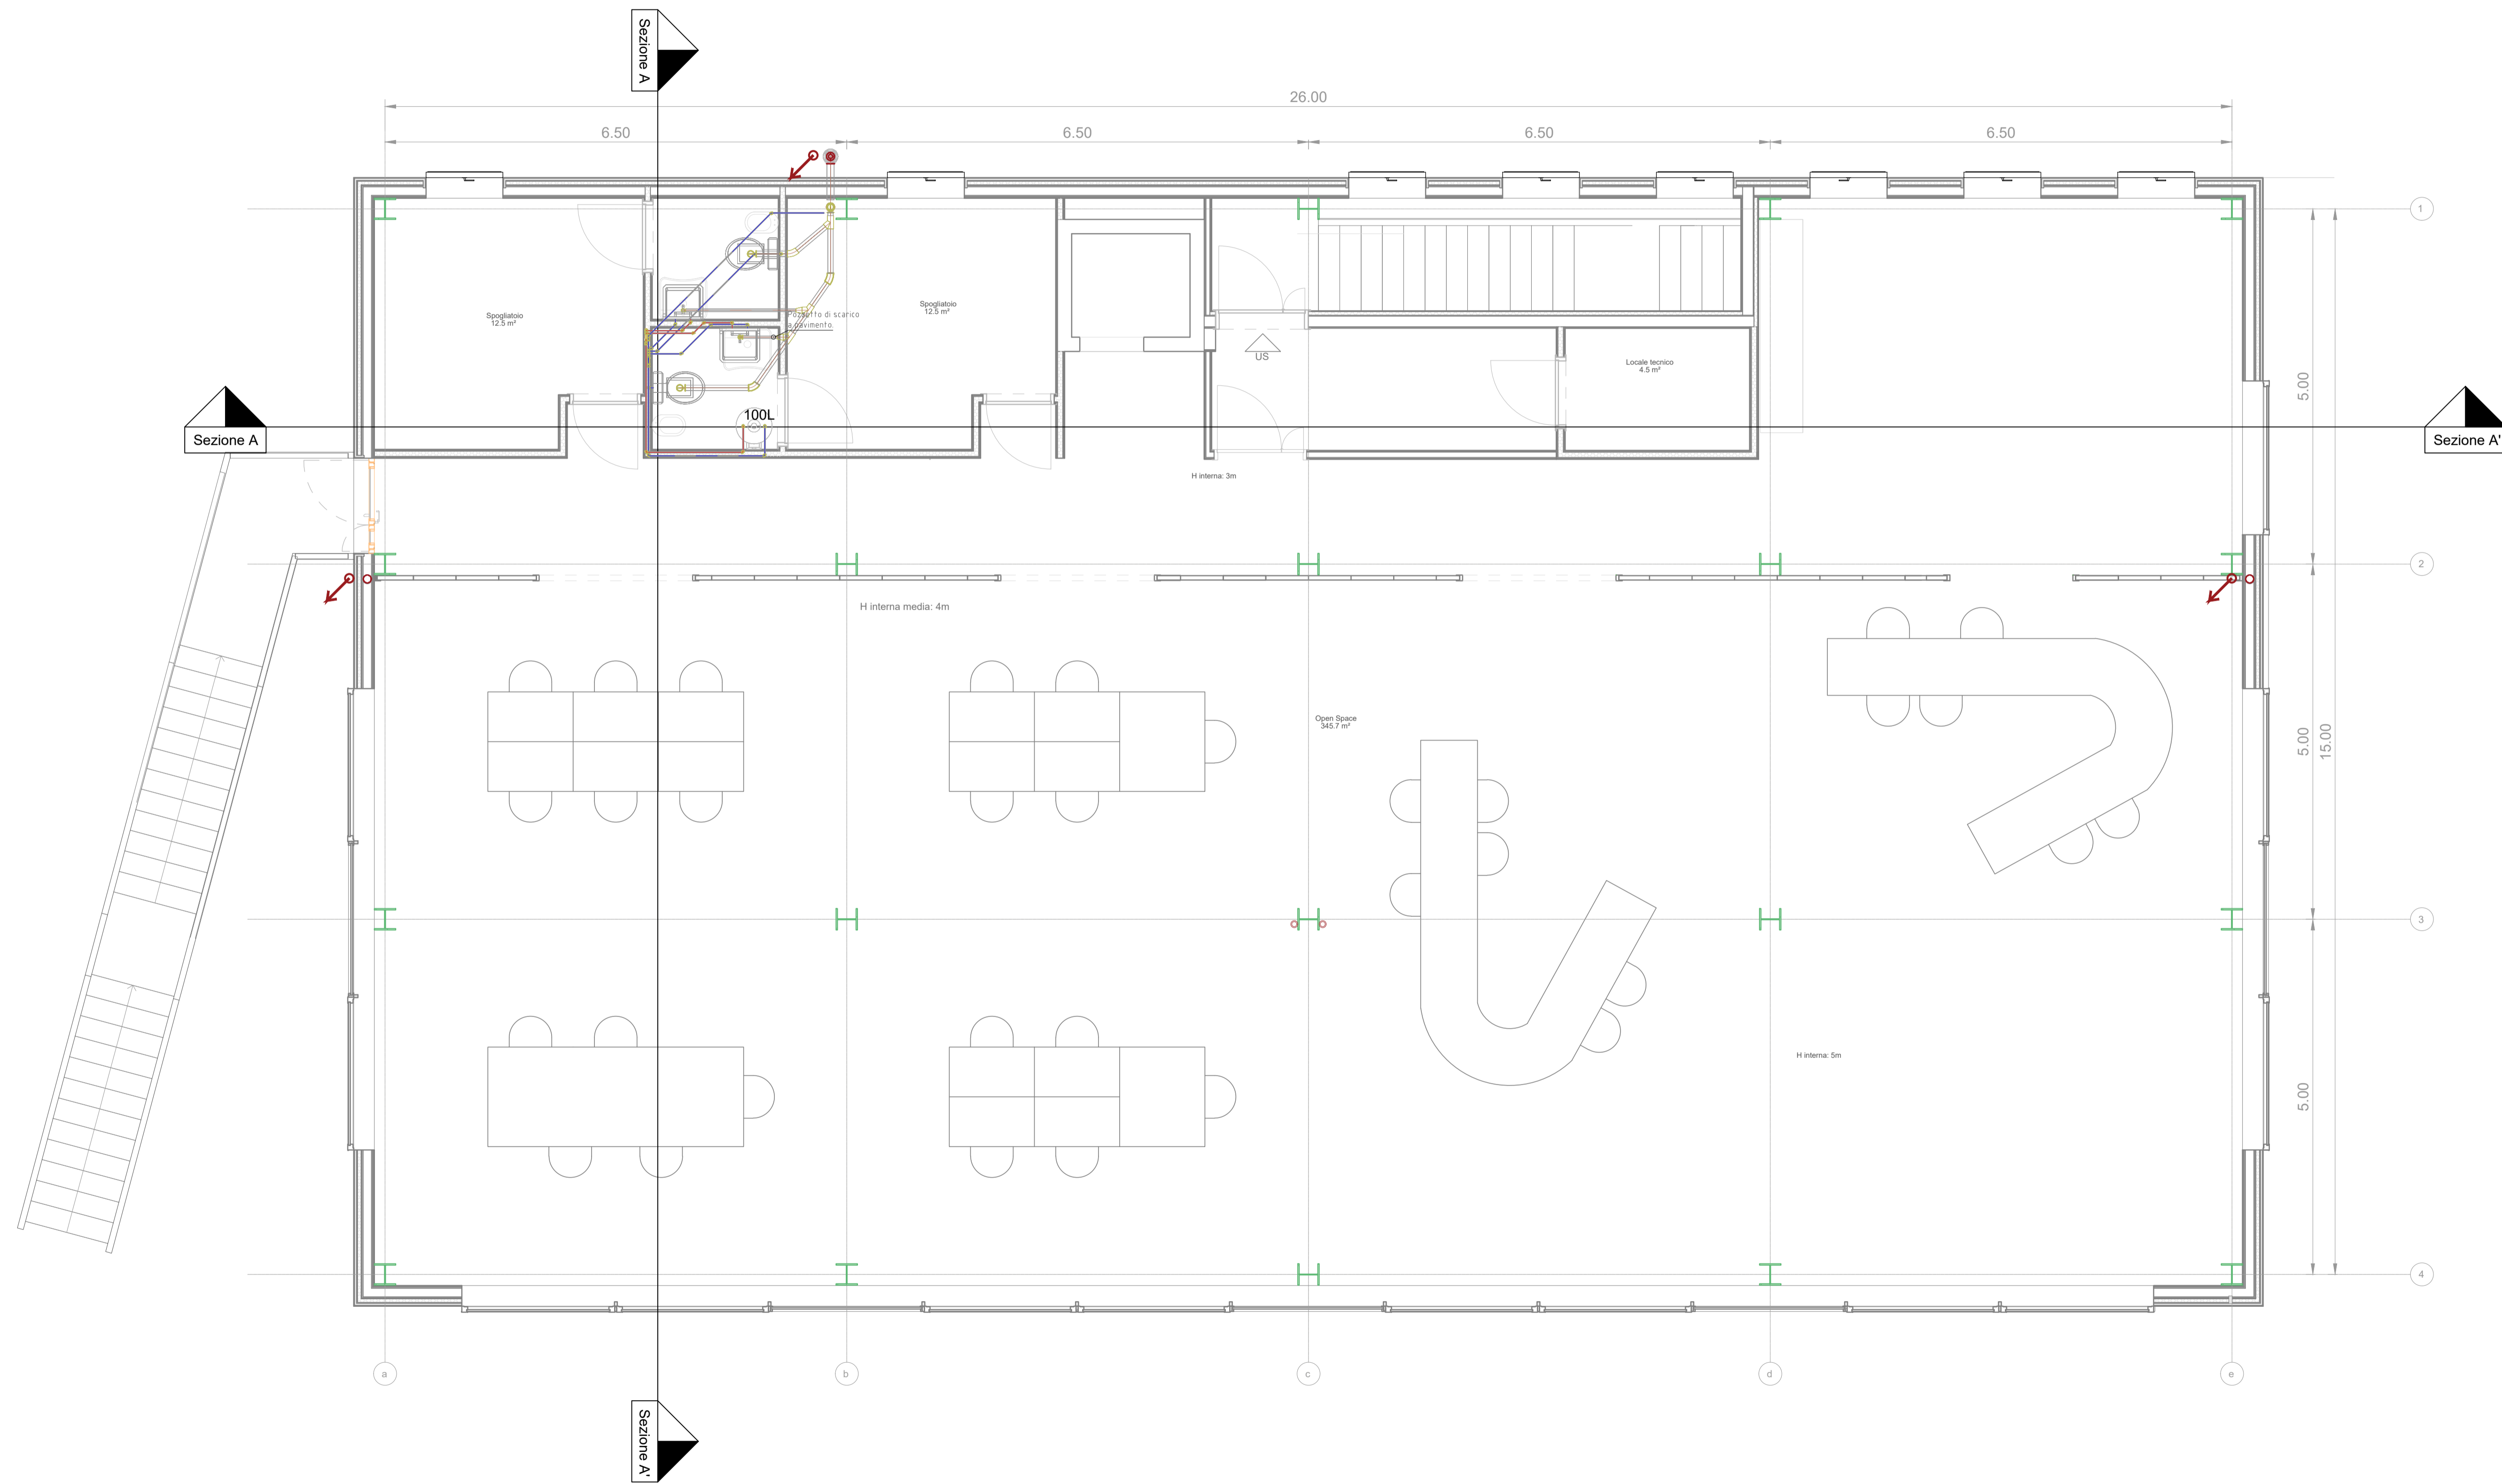 Sezione A
26.00
6.50
6.50
6.50
6.50
1
Spogliatoio
12.5 m²
Spogliatoio
12.5 m²
Pozzetto di scarico
a pavimento.
US
Locale tecnico
4.5 m²
5.00
100L
Sezione A
Sezione A'
H interna: 3m
2
H interna media: 4m
Open Space
345.7 m²
5.00
15.00
3
H interna: 5m
5.00
4
a
b
c
d
e
Sezione A'